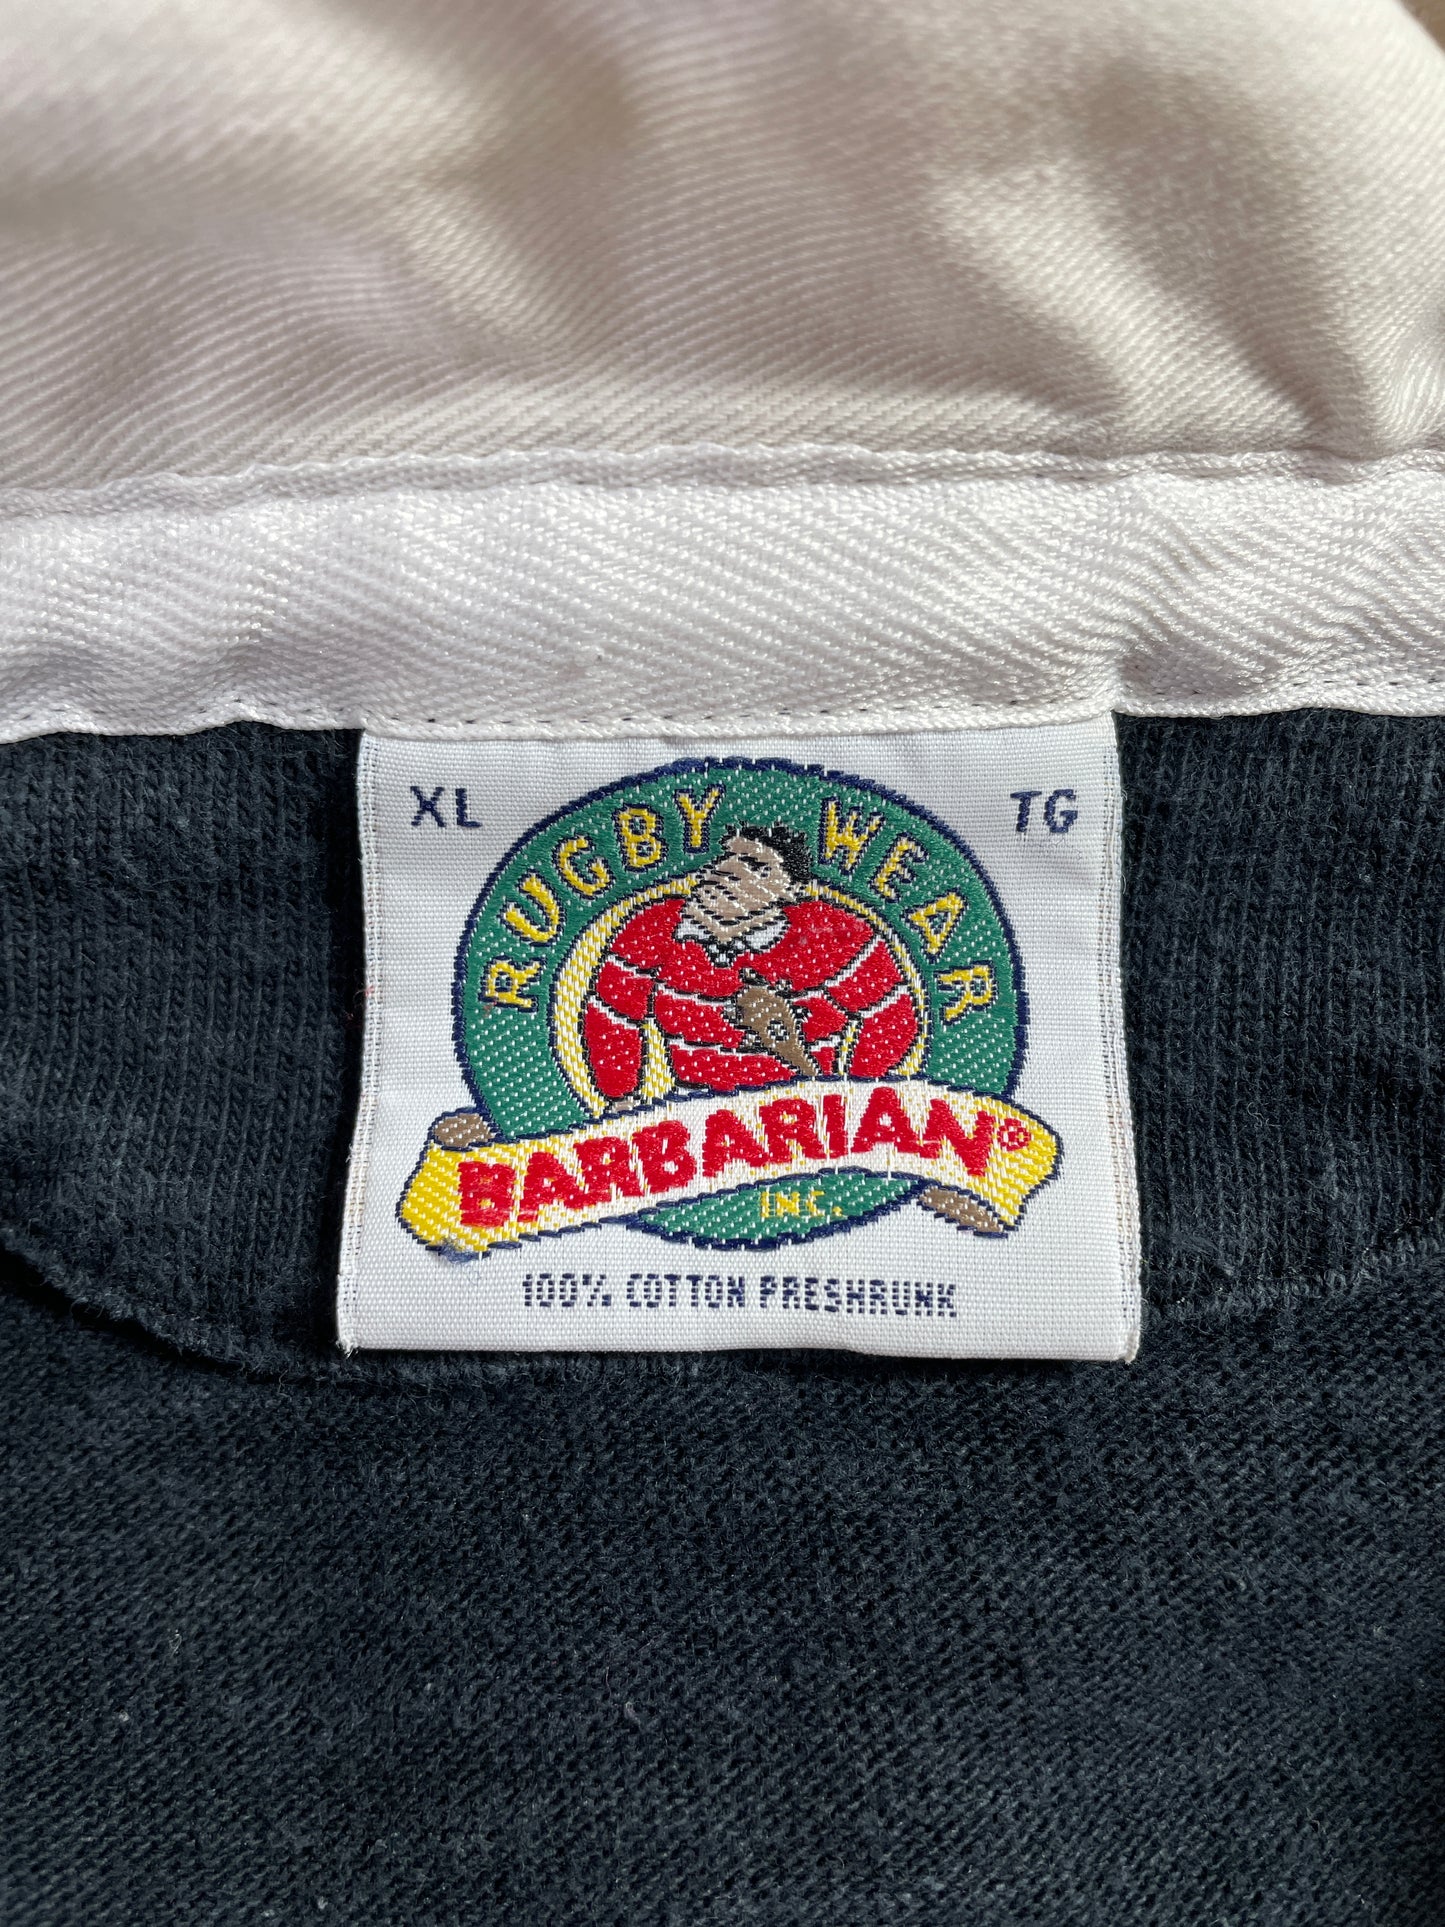 XL TG
RUGBY WEAR
BARBARIAN®
INC.
100% COTTON PRESHRUNK